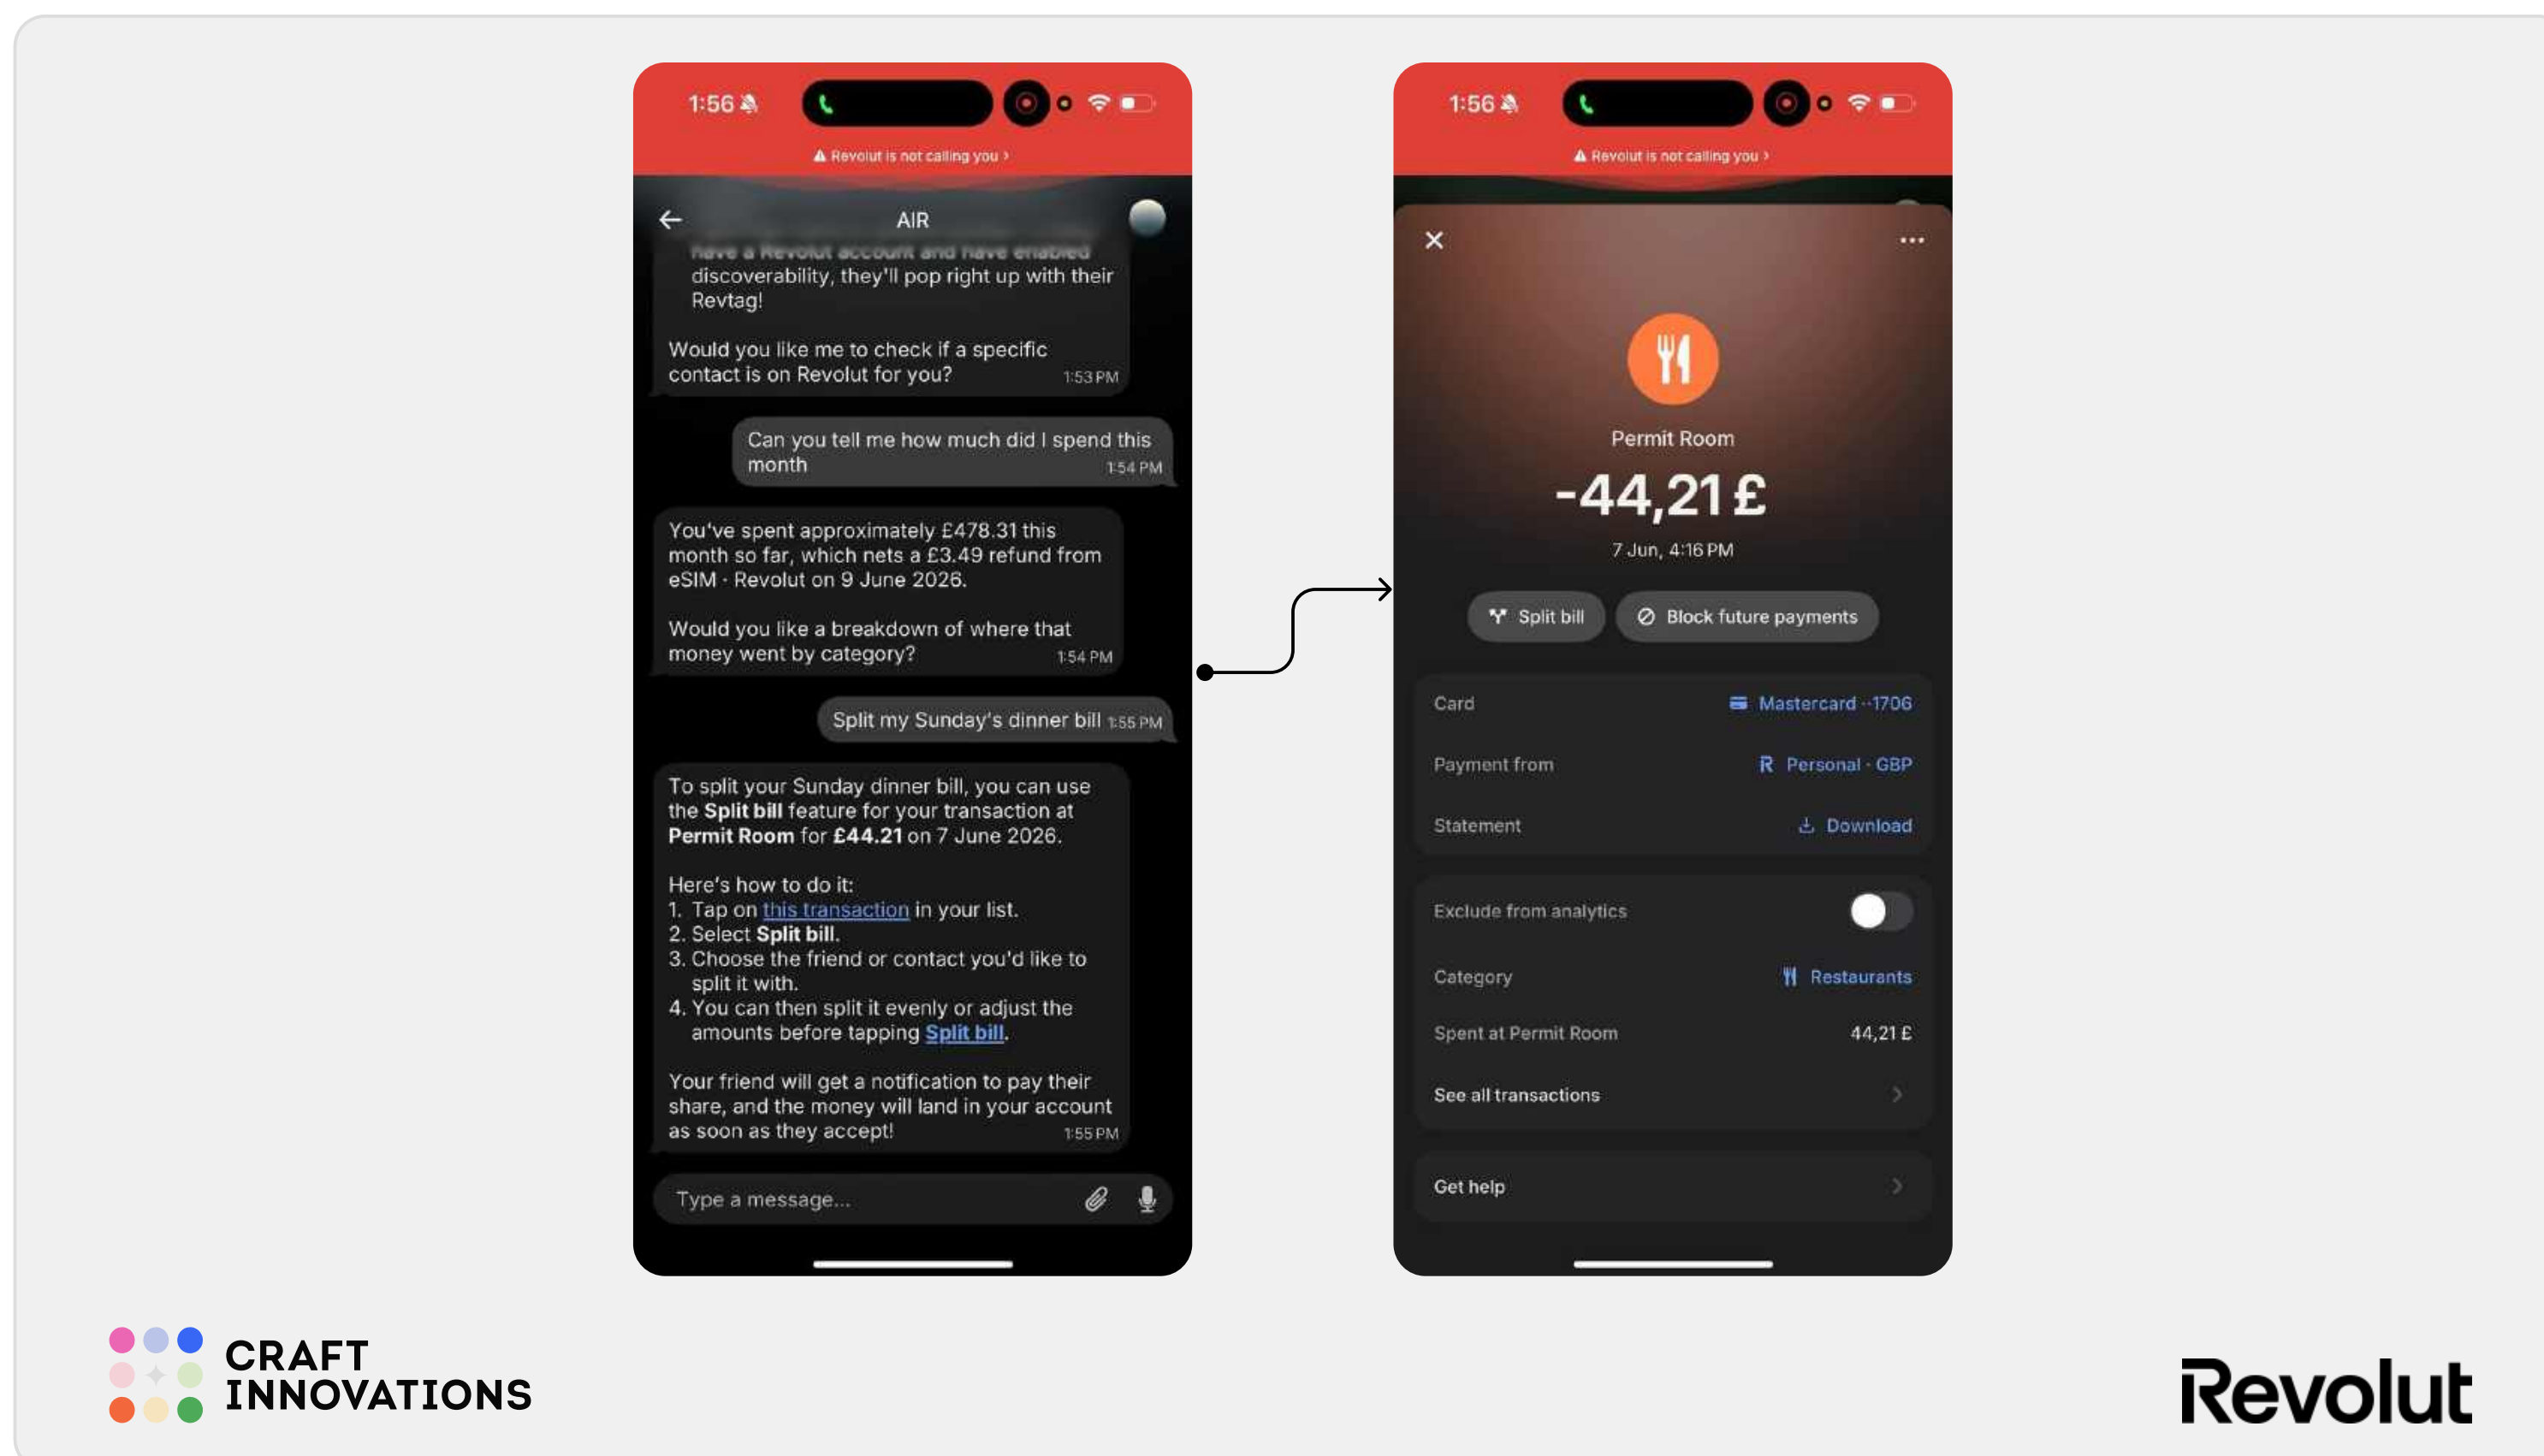 1:56
Revolut is not calling you >
AIR
have a Revolut account and have enabled
discoverability, they'll pop right up with their
Revtag!
Would you like me to check if a specific
contact is on Revolut for you?
1:53 PM
Can you tell me how much did I spend this
month
1:54 PM
You've spent approximately £478.31 this
month so far, which nets a £3.49 refund from
eSIM · Revolut on 9 June 2026.
Would you like a breakdown of where that
money went by category?
1:54 PM
Split my Sunday's dinner bill 1:55 PM
To split your Sunday dinner bill, you can use
the Split bill feature for your transaction at
Permit Room for £44.21 on 7 June 2026.
Here's how to do it:
1. Tap on this transaction in your list.
2. Select Split bill.
3. Choose the friend or contact you'd like to
split it with.
4. You can then split it evenly or adjust the
amounts before tapping Split bill.
Your friend will get a notification to pay their
share, and the money will land in your account
as soon as they accept!
1:55 PM
Type a message...
1:56
Revolut is not calling you >
Permit Room
-44,21 £
7 Jun, 4:16 PM
Split bill
Block future payments
Card
Mastercard ··1706
Payment from
Personal · GBP
Statement
Download
Exclude from analytics
Category
Restaurants
Spent at Permit Room
44,21 £
See all transactions
Get help
CRAFT
INNOVATIONS
Revolut